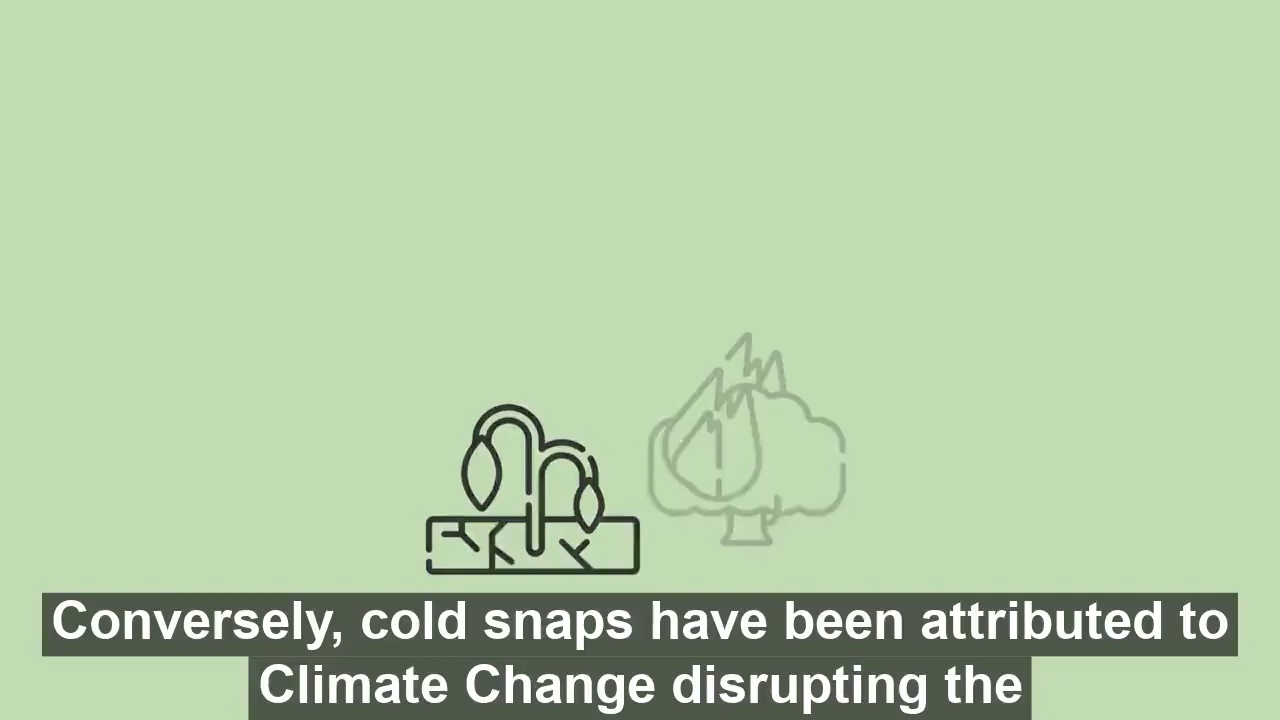 Conversely, cold snaps have been attributed to
Climate Change disrupting the